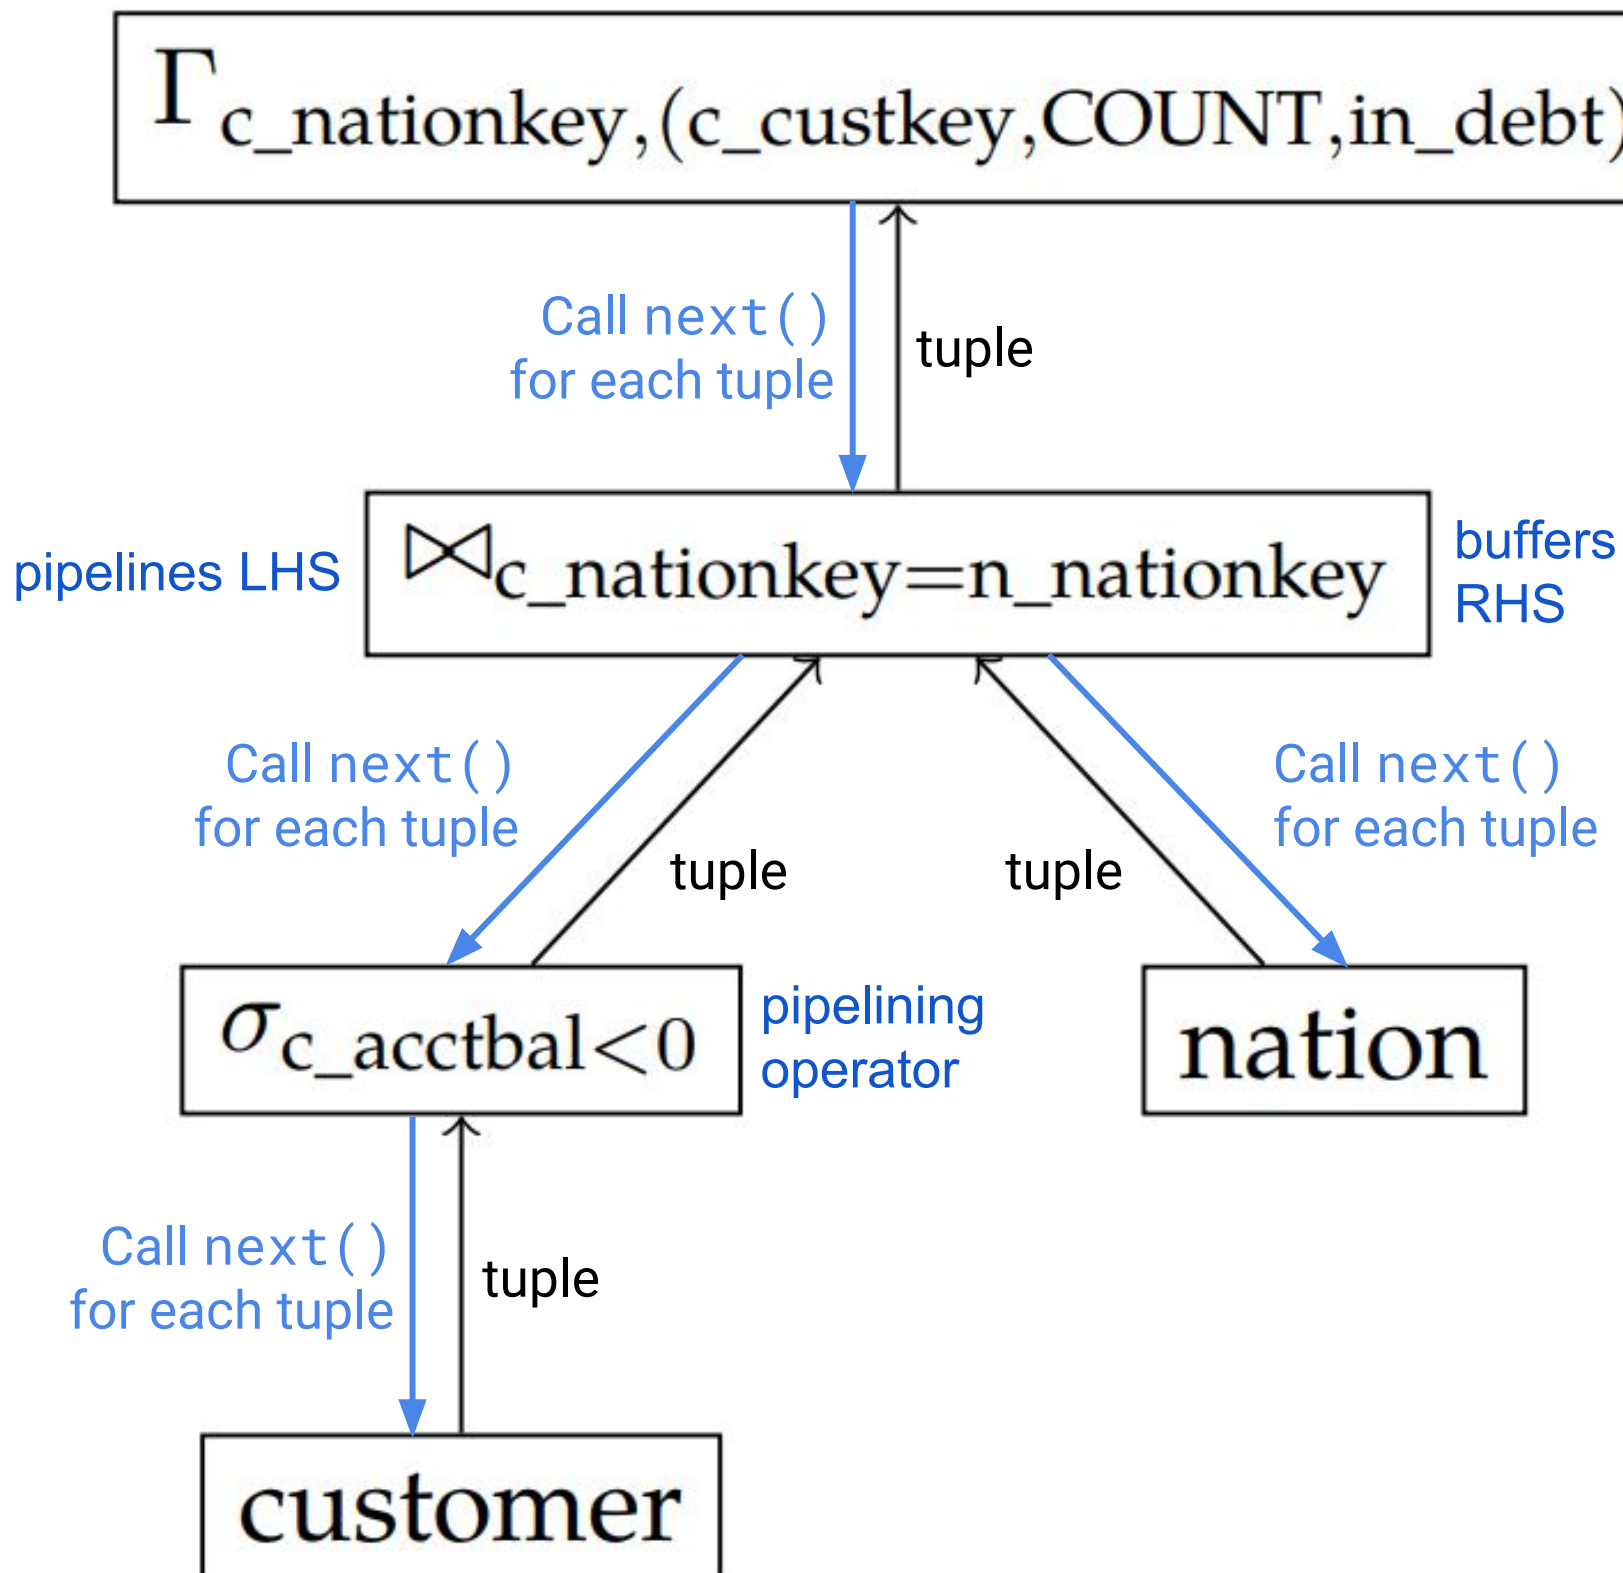 Γc_nationkey,(c_custkey,COUNT,in_debt)
Call next()
for each tuple
tuple
pipelines LHS
⋈c_nationkey=n_nationkey
buffers
RHS
Call next()
for each tuple
tuple
tuple
Call next()
for each tuple
σc_acctbal<0
pipelining
operator
nation
Call next()
for each tuple
tuple
customer